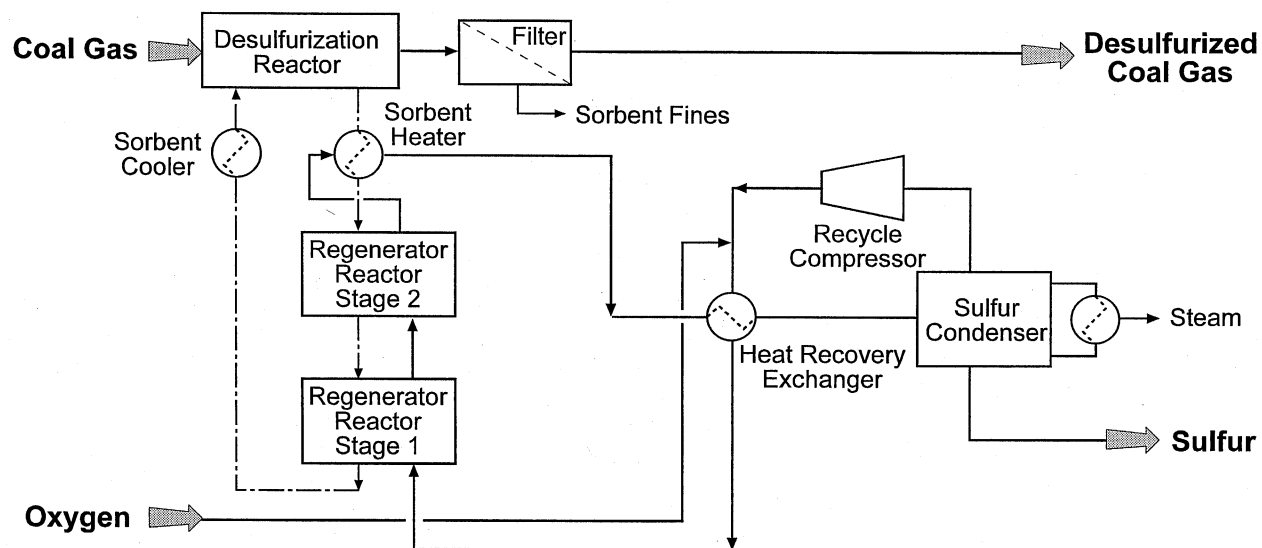 Coal Gas
Desulfurization
Reactor
Filter
Desulfurized
Coal Gas
Sorbent Fines
Sorbent
Cooler
Sorbent
Heater
Recycle
Compressor
Regenerator
Reactor
Stage 2
Sulfur
Condenser
Steam
Heat Recovery
Exchanger
Regenerator
Reactor
Stage 1
Sulfur
Oxygen